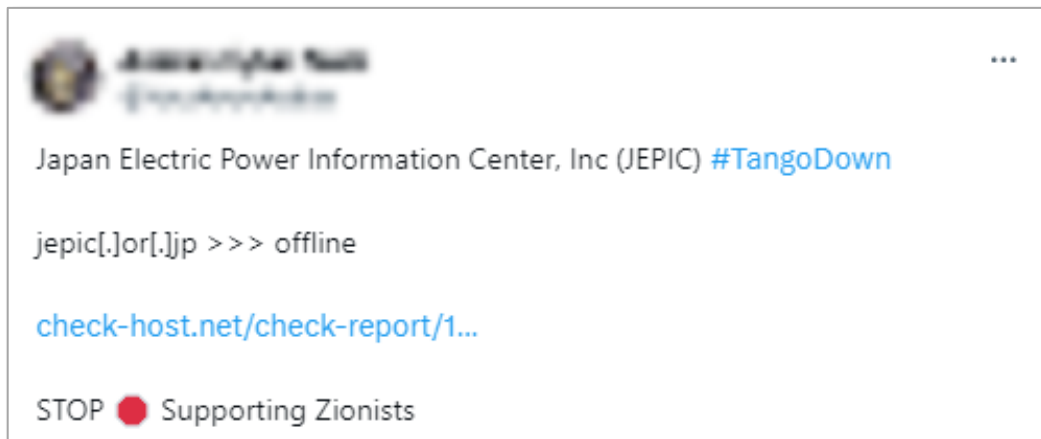 Japan Electric Power Information Center, Inc (JEPIC) #TangoDown
jepic[.]or[.]jp >>> offline
check-host.net/check-report/1...
STOP 🛑 Supporting Zionists